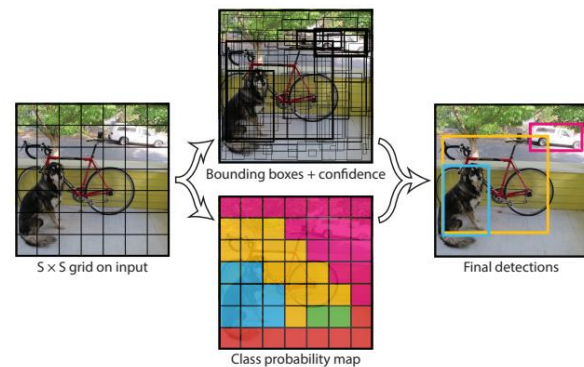 Bounding boxes + confidence
S × S grid on input
Final detections
Class probability map